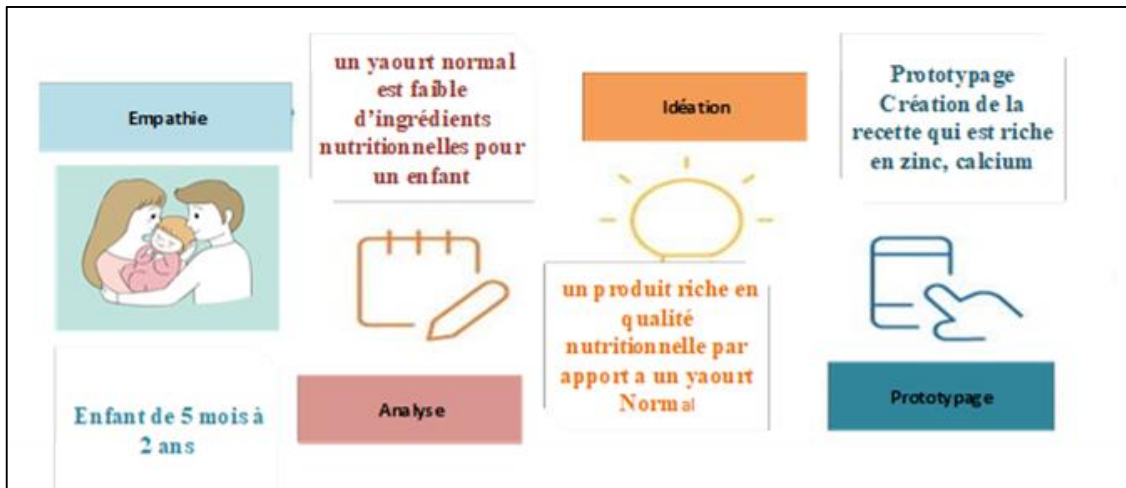 Empathie
Enfant de 5 mois à
2 ans
un yaourt normal
est faible
d’ingrédients
nutritionnelles pour
un enfant
Analyse
Idéation
un produit riche en
qualité
nutritionnelle par
apport a un yaourt
Normal
Prototypage
Création de la
recette qui est riche
en zinc, calcium
Prototypage